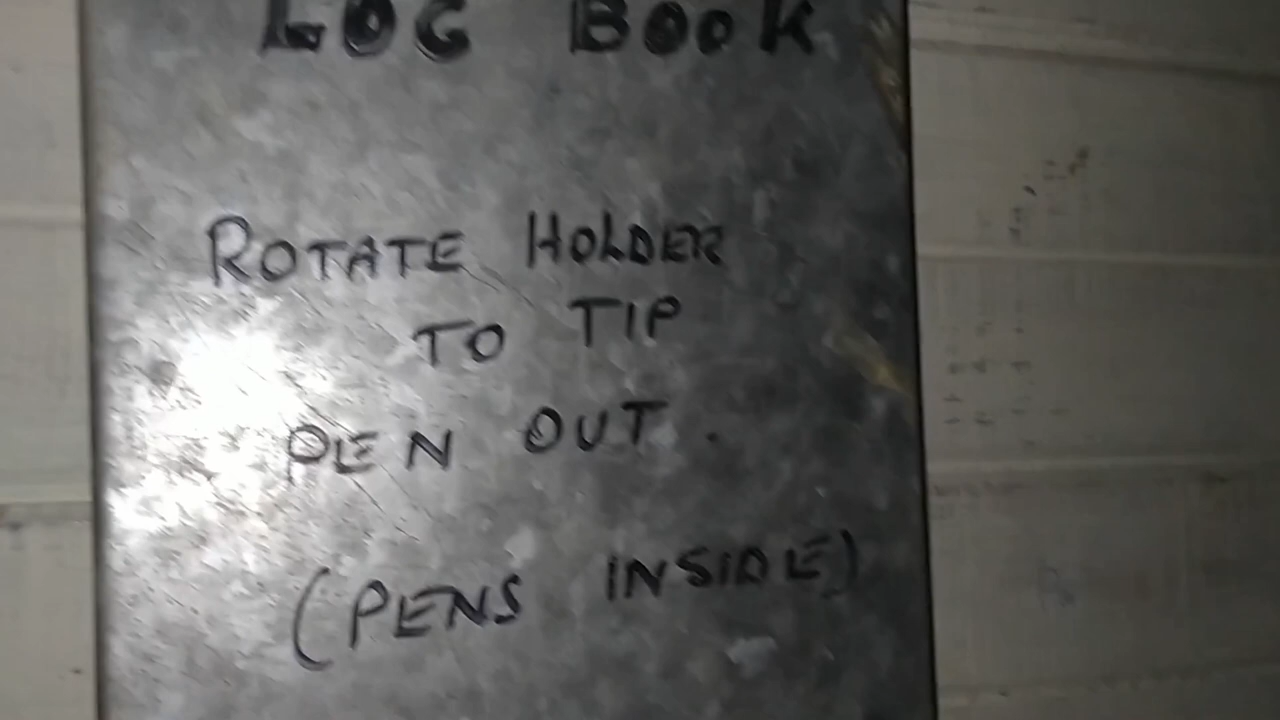 LOG BOOK
ROTATE HOLDER
TO TIP
PEN OUT.
(PENS INSIDE)